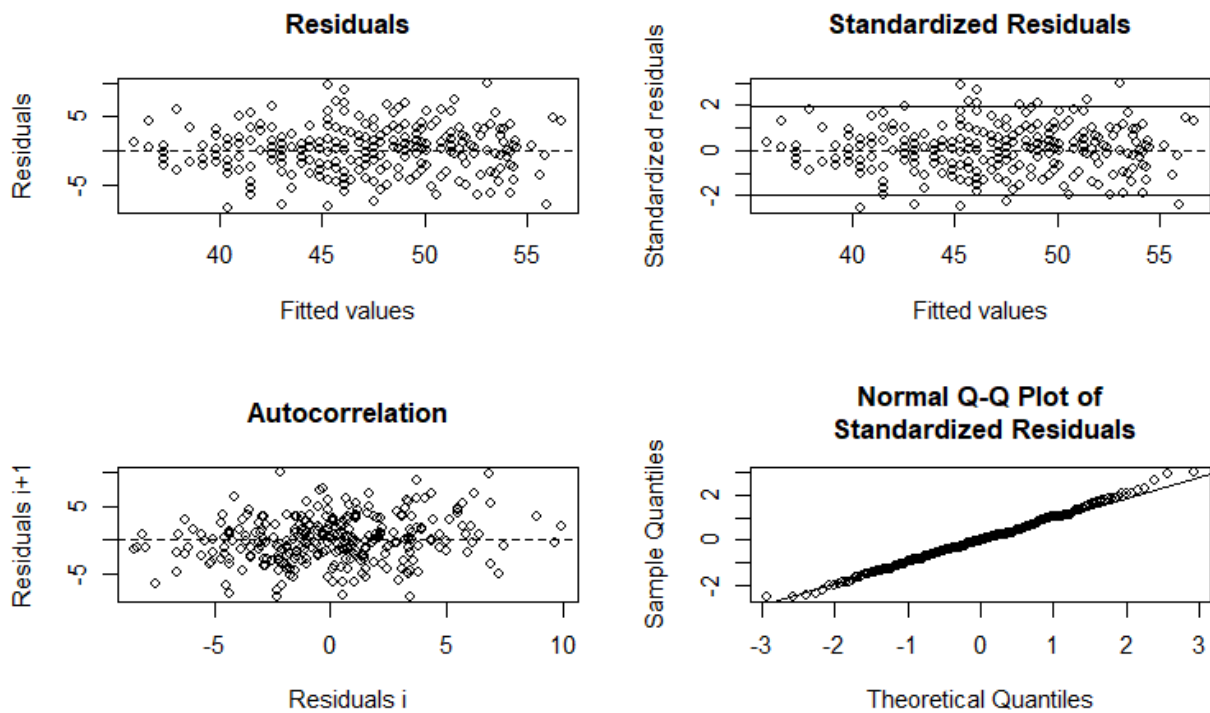 Residuals
Residuals
5
-5
40 45 50 55
Fitted values
Standardized Residuals
Standardized residuals
2
0
-2
40 45 50 55
Fitted values
Autocorrelation
Residuals i+1
5
-5
-5 0 5 10
Residuals i
Normal Q-Q Plot of
Standardized Residuals
Sample Quantiles
2
0
-2
-3 -2 -1 0 1 2 3
Theoretical Quantiles